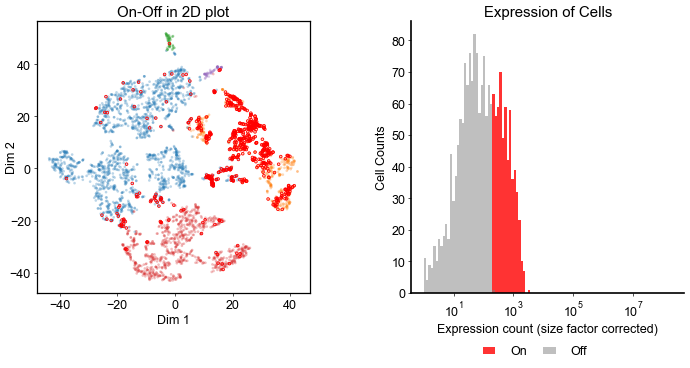 On-Off in 2D plot
Expression of Cells
Dim 2
40
20
0
−20
−40
−40 −20 0 20 40
Dim 1
Cell Counts
80
70
60
50
40
30
20
10
0
10^1 10^3 10^5 10^7
Expression count (size factor corrected)
On Off